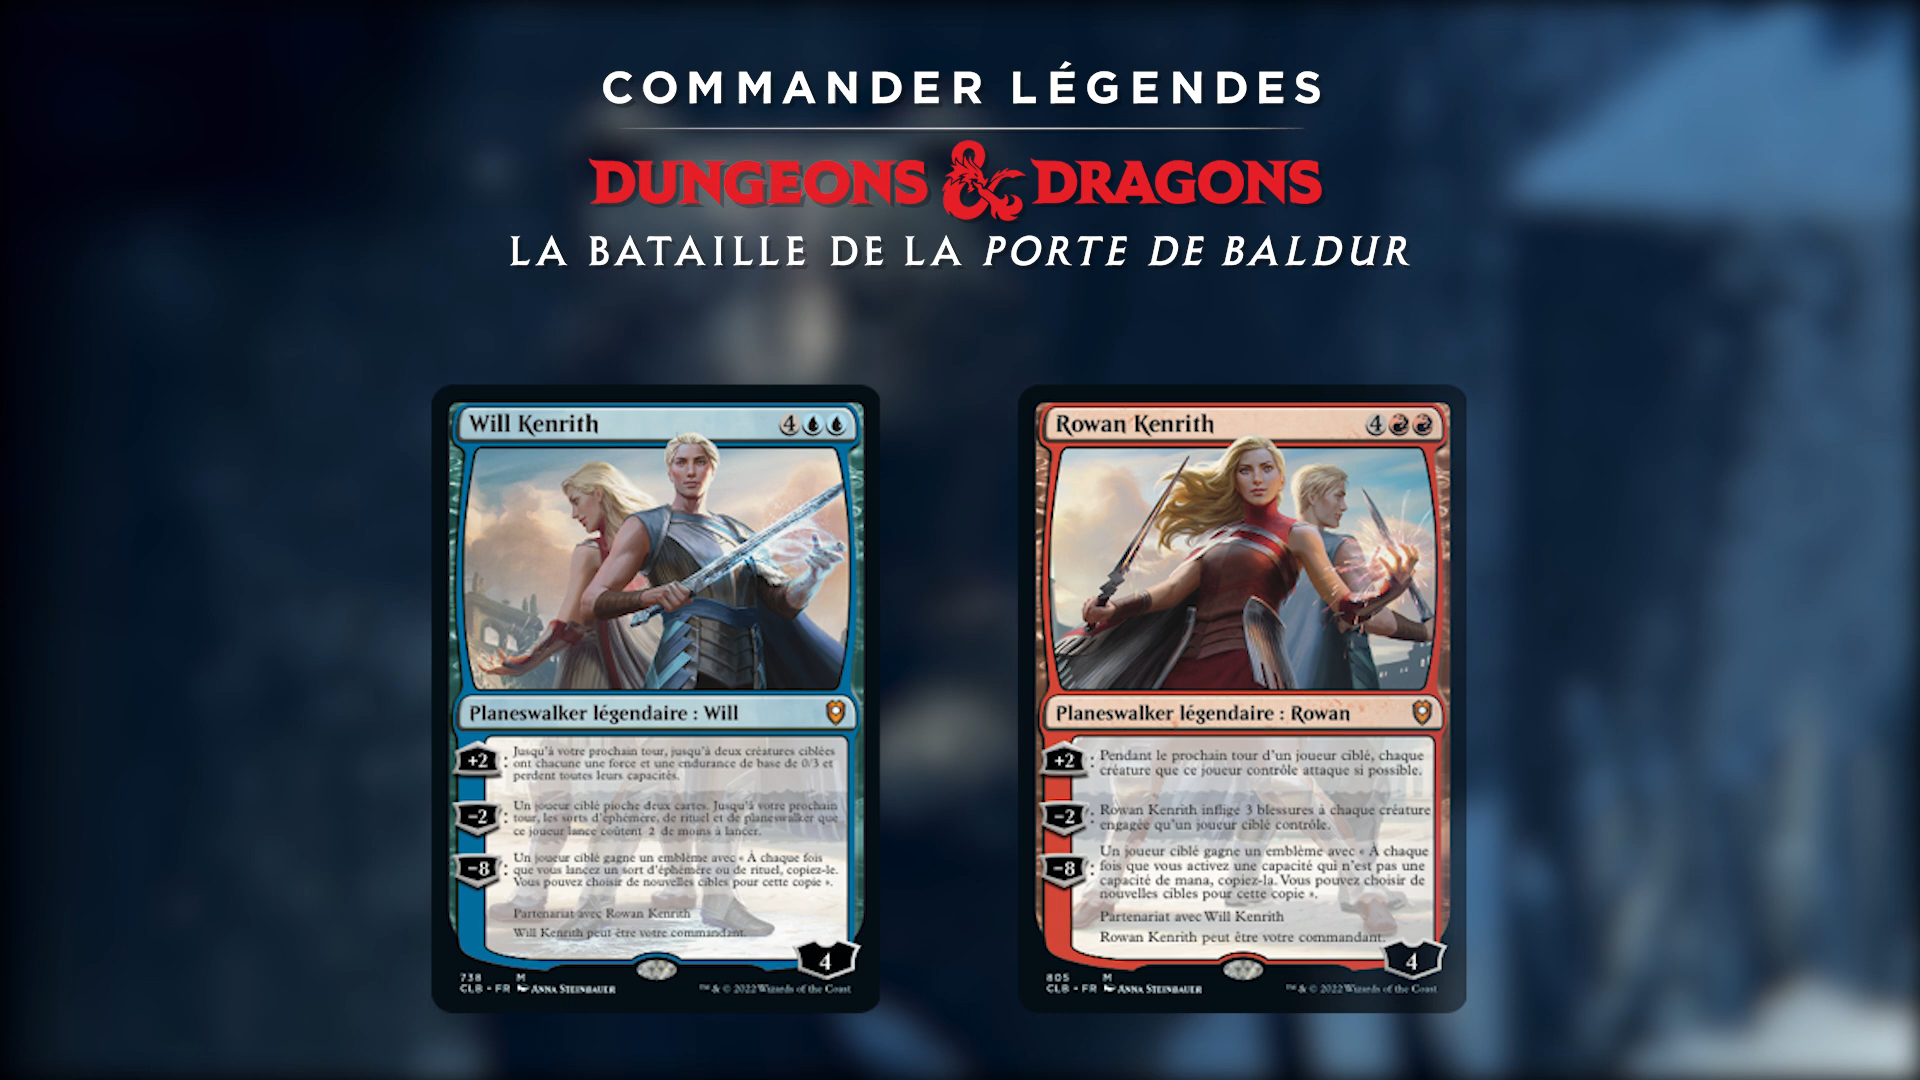 COMMANDER LÉGENDES
DUNGEONS & DRAGONS
LA BATAILLE DE LA PORTE DE BALDUR
Will Kenrith 4
Planeswalker légendaire : Will
+2 : Jusqu'à votre prochain tour, jusqu'à deux créatures ciblées
ont chacune une force et une endurance de base de 0/3 et
perdent toutes leurs capacités.
-2 : Un joueur ciblé pioche deux cartes. Jusqu'à votre prochain
tour, les sorts d'éphémère, de rituel et de planeswalker que
ce joueur lance coûtent 2 de moins à lancer.
-8 : Un joueur ciblé gagne un emblème avec « À chaque fois
que vous lancez un sort d'éphémère ou de rituel, copiez-le.
Vous pouvez choisir de nouvelles cibles pour cette copie ».
Partenariat avec Rowan Kenrith
Will Kenrith peut être votre commandant.
4
738 M
CLB - FR Anna Steinbauer
™ & © 2022 Wizards of the Coast
Rowan Kenrith 4
Planeswalker légendaire : Rowan
+2 : Pendant le prochain tour d'un joueur ciblé, chaque
créature que ce joueur contrôle attaque si possible.
-2 : Rowan Kenrith inflige 3 blessures à chaque créature
engagée qu'un joueur ciblé contrôle.
-8 : Un joueur ciblé gagne un emblème avec « À chaque
fois que vous activez une capacité qui n'est pas une
capacité de mana, copiez-la. Vous pouvez choisir de
nouvelles cibles pour cette copie ».
Partenariat avec Will Kenrith
Rowan Kenrith peut être votre commandant.
4
805 M
CLB - FR Anna Steinbauer
™ & © 2022 Wizards of the Coast